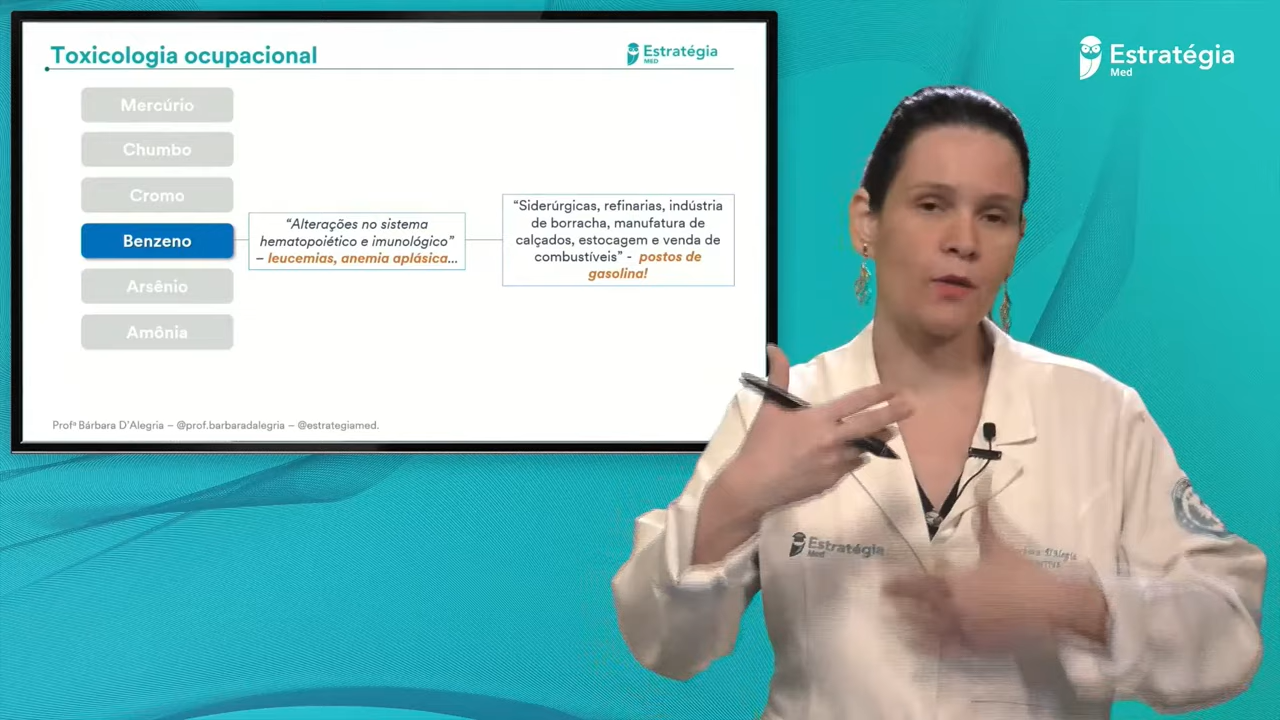 Toxicologia ocupacional
Estratégia
MED
Estratégia
Med
Mercúrio
Chumbo
Cromo
Benzeno
Arsênio
Amônia
“Alterações no sistema
hematopoiético e imunológico”
– leucemias, anemia aplásica...
“Siderúrgicas, refinarias, indústria
de borracha, manufatura de
calçados, estocagem e venda de
combustíveis” - postos de
gasolina!
Profª Bárbara D'Alegria – @prof.barbaradalegria – @estrategiamed.
Estratégia
Med
D'Alegria